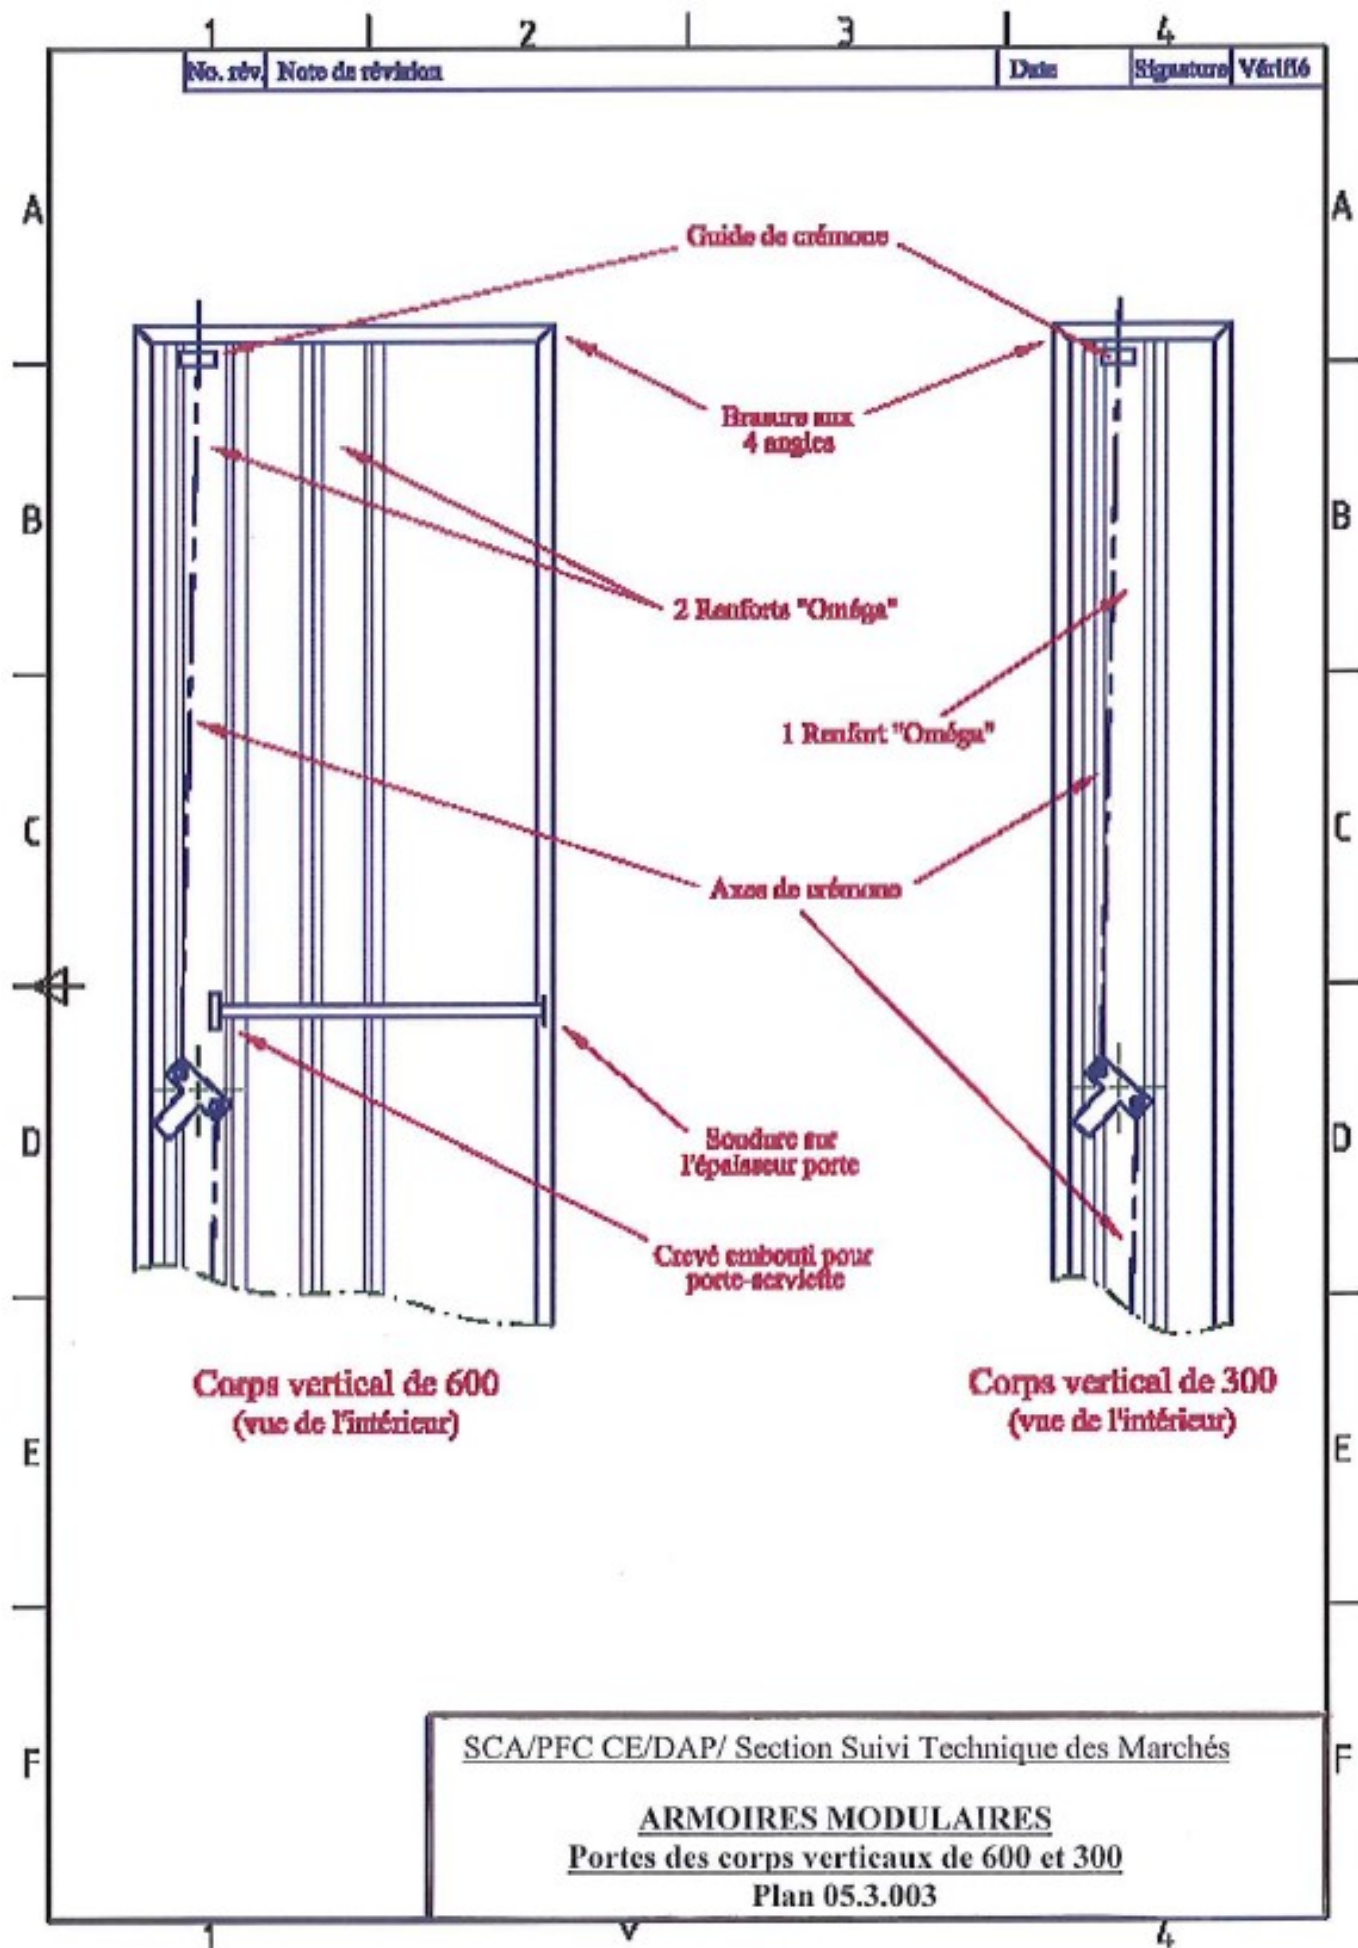 1 2 3 4
No. rév. Note de révision Date Signature Vérifié
A A
Guide de crémone
Brasure aux
4 angles
B B
2 Renforts "Oméga"
1 Renfort "Oméga"
C C
Axes de crémone
D D
Soudure sur
l'épaisseur porte
Crevé embouti pour
porte-serviette
Corps vertical de 600
(vue de l'intérieur)
Corps vertical de 300
(vue de l'intérieur)
E E
F F
SCA/PFC CE/DAP/ Section Suivi Technique des Marchés
ARMOIRES MODULAIRES
Portes des corps verticaux de 600 et 300
Plan 05.3.003
1 4